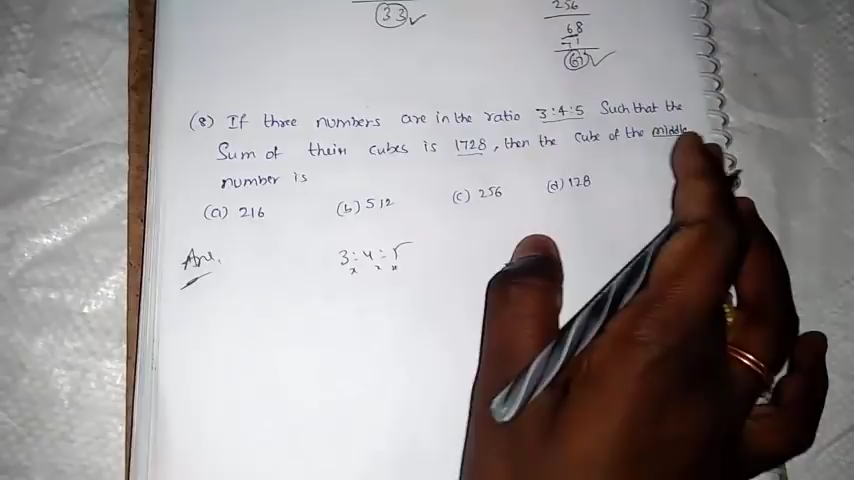 33
256
68
71
67
(8) If three numbers are in the ratio 3:4:5 Such that the
Sum of their cubes is 1728, then the cube of the middle
number is
(a) 216 (b) 512 (c) 256 (d) 128
Ans. 3:4:5
x x x